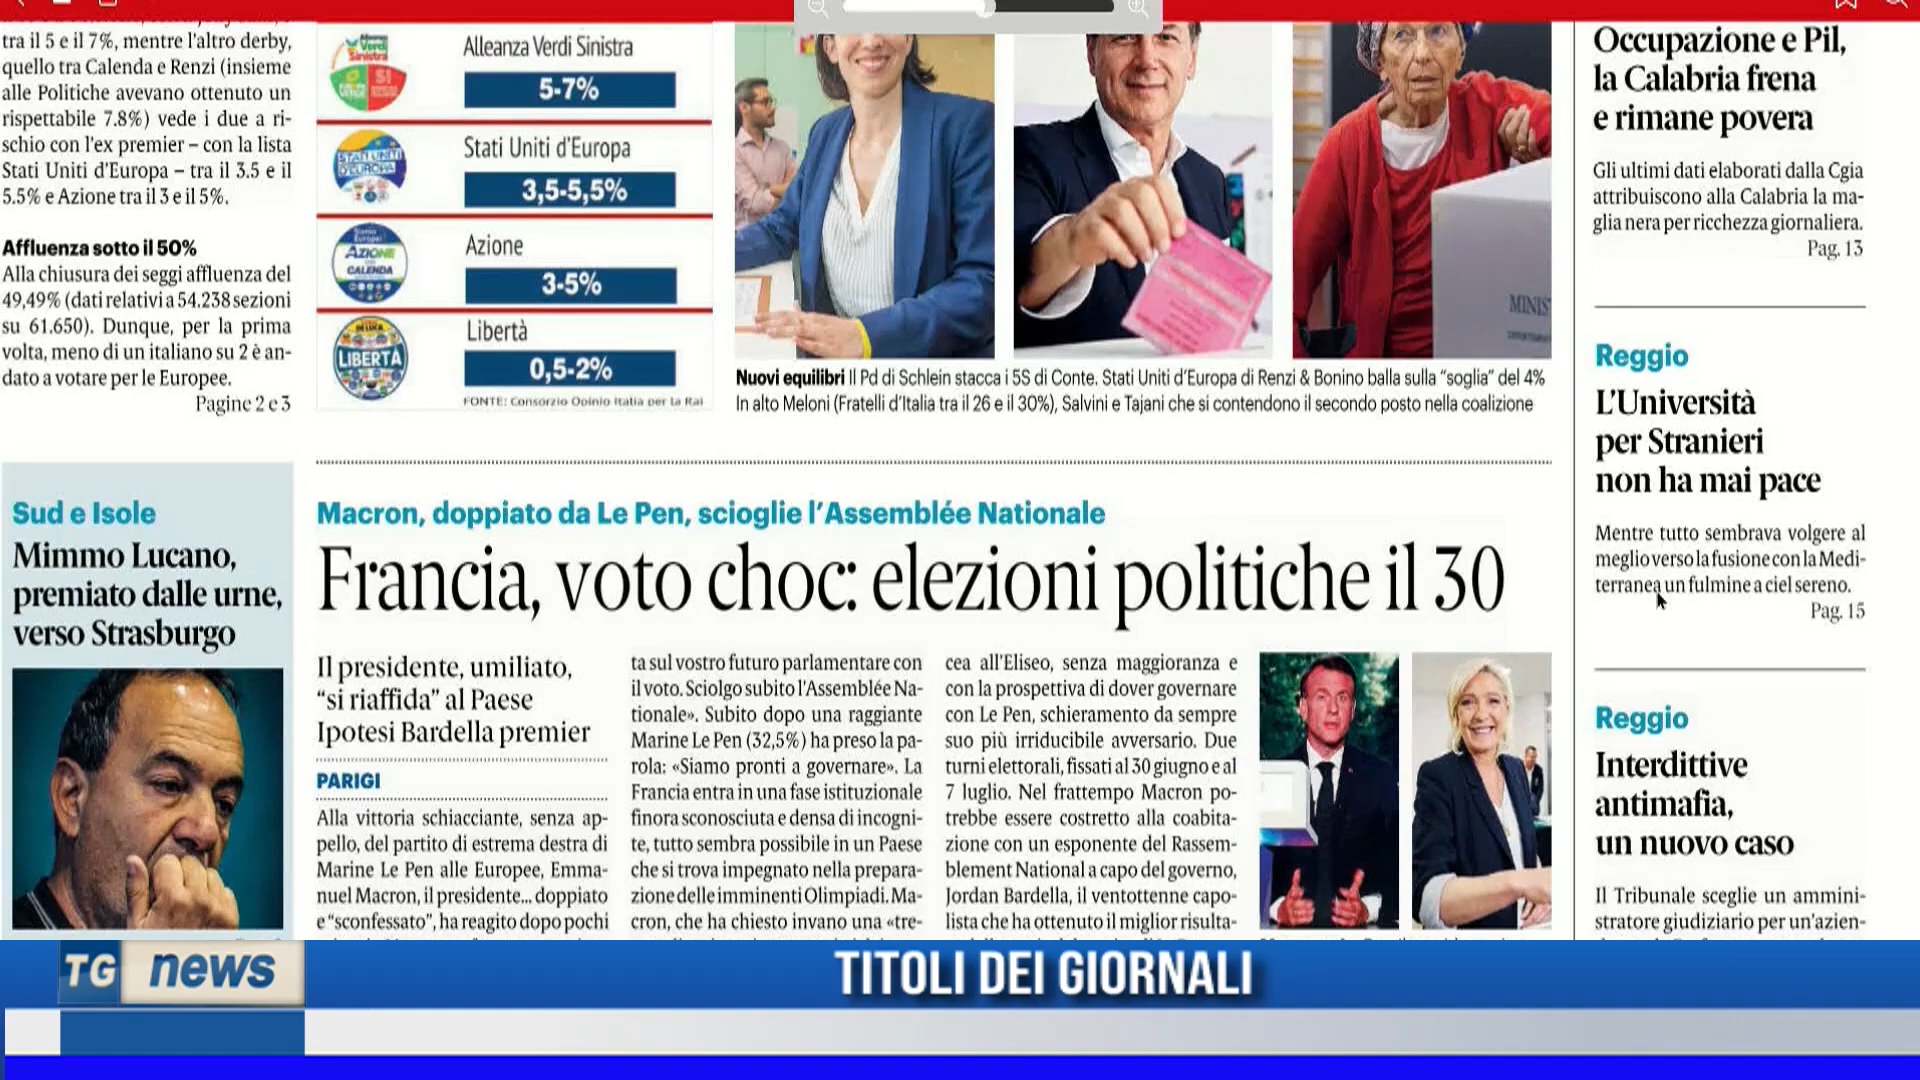 tra il 5 e il 7%, mentre l'altro derby,
quello tra Calenda e Renzi (insieme
alle Politiche avevano ottenuto un
rispettabile 7.8%) vede i due a ri-
schio con l'ex premier – con la lista
Stati Uniti d'Europa – tra il 3.5 e il
5.5% e Azione tra il 3 e il 5%.
Affluenza sotto il 50%
Alla chiusura dei seggi affluenza del
49,49% (dati relativi a 54.238 sezioni
su 61.650). Dunque, per la prima
volta, meno di un italiano su 2 è an-
dato a votare per le Europee.
Pagine 2 e 3
Alleanza Verdi Sinistra
5-7%
Stati Uniti d'Europa
3,5-5,5%
AZIONE
CALENDA
Azione
3-5%
LIBERTÀ
Libertà
0,5-2%
FONTE: Consorzio Opinio Italia per la Rai
MINIS
Nuovi equilibri Il Pd di Schlein stacca i 5S di Conte. Stati Uniti d'Europa di Renzi & Bonino balla sulla "soglia" del 4%
In alto Meloni (Fratelli d'Italia tra il 26 e il 30%), Salvini e Tajani che si contendono il secondo posto nella coalizione
Occupazione e Pil,
la Calabria frena
e rimane povera
Gli ultimi dati elaborati dalla Cgia
attribuiscono alla Calabria la ma-
glia nera per ricchezza giornaliera.
Pag. 13
Reggio
L'Università
per Stranieri
non ha mai pace
Mentre tutto sembrava volgere al
meglio verso la fusione con la Medi-
terranea un fulmine a ciel sereno.
Pag. 15
Reggio
Interdittive
antimafia,
un nuovo caso
Il Tribunale sceglie un ammini-
stratore giudiziario per un'azien-
Sud e Isole
Mimmo Lucano,
premiato dalle urne,
verso Strasburgo
Macron, doppiato da Le Pen, scioglie l'Assemblée Nationale
Francia, voto choc: elezioni politiche il 30
Il presidente, umiliato,
"si riaffida" al Paese
Ipotesi Bardella premier
PARIGI
Alla vittoria schiacciante, senza ap-
pello, del partito di estrema destra di
Marine Le Pen alle Europee, Emma-
nuel Macron, il presidente... doppiato
e "sconfessato", ha reagito dopo pochi
ta sul vostro futuro parlamentare con
il voto. Sciolgo subito l'Assemblée Na-
tionale». Subito dopo una raggiante
Marine Le Pen (32,5%) ha preso la pa-
rola: «Siamo pronti a governare». La
Francia entra in una fase istituzionale
finora sconosciuta e densa di incogni-
te, tutto sembra possibile in un Paese
che si trova impegnato nella prepara-
zione delle imminenti Olimpiadi. Ma-
cron, che ha chiesto invano una «tre-
cea all'Eliseo, senza maggioranza e
con la prospettiva di dover governare
con Le Pen, schieramento da sempre
suo più irriducibile avversario. Due
turni elettorali, fissati al 30 giugno e al
7 luglio. Nel frattempo Macron po-
trebbe essere costretto alla coabita-
zione con un esponente del Rassem-
blement National a capo del governo,
Jordan Bardella, il ventottenne capo-
lista che ha ottenuto il miglior risulta-
TG news
TITOLI DEI GIORNALI